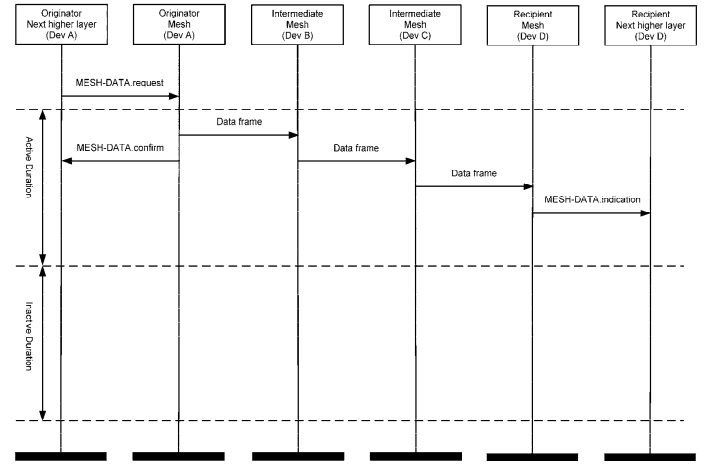 Originator
Next higher layer
(Dev A)
Originator
Mesh
(Dev A)
Intermediate
Mesh
(Dev B)
Intermediate
Mesh
(Dev C)
Recipient
Mesh
(Dev D)
Recipient
Next higher layer
(Dev D)
MESH-DATA.request
Data frame
MESH-DATA.confirm
Data frame
Data frame
MESH-DATA.indication
Active Duration
Inactive Duration